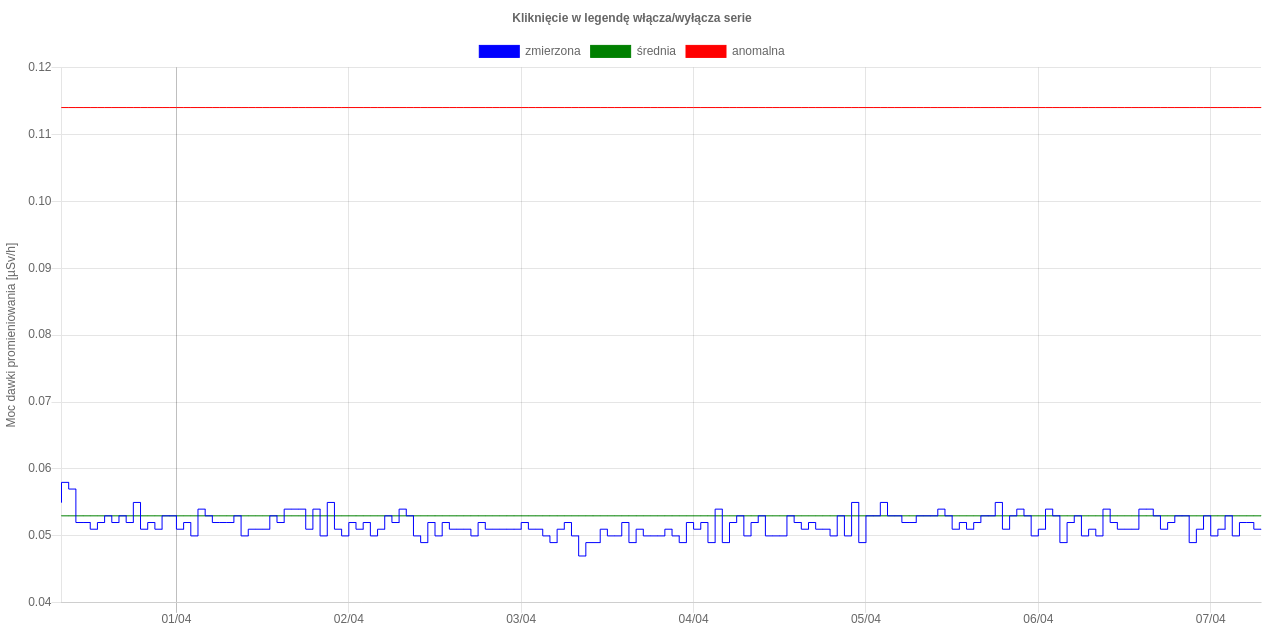 Kliknięcie w legendę włącza/wyłącza serie
zmierzona średnia anomalna
Moc dawki promieniowania [µSv/h]
0.12
0.11
0.10
0.09
0.08
0.07
0.06
0.05
0.04
01/04 02/04 03/04 04/04 05/04 06/04 07/04